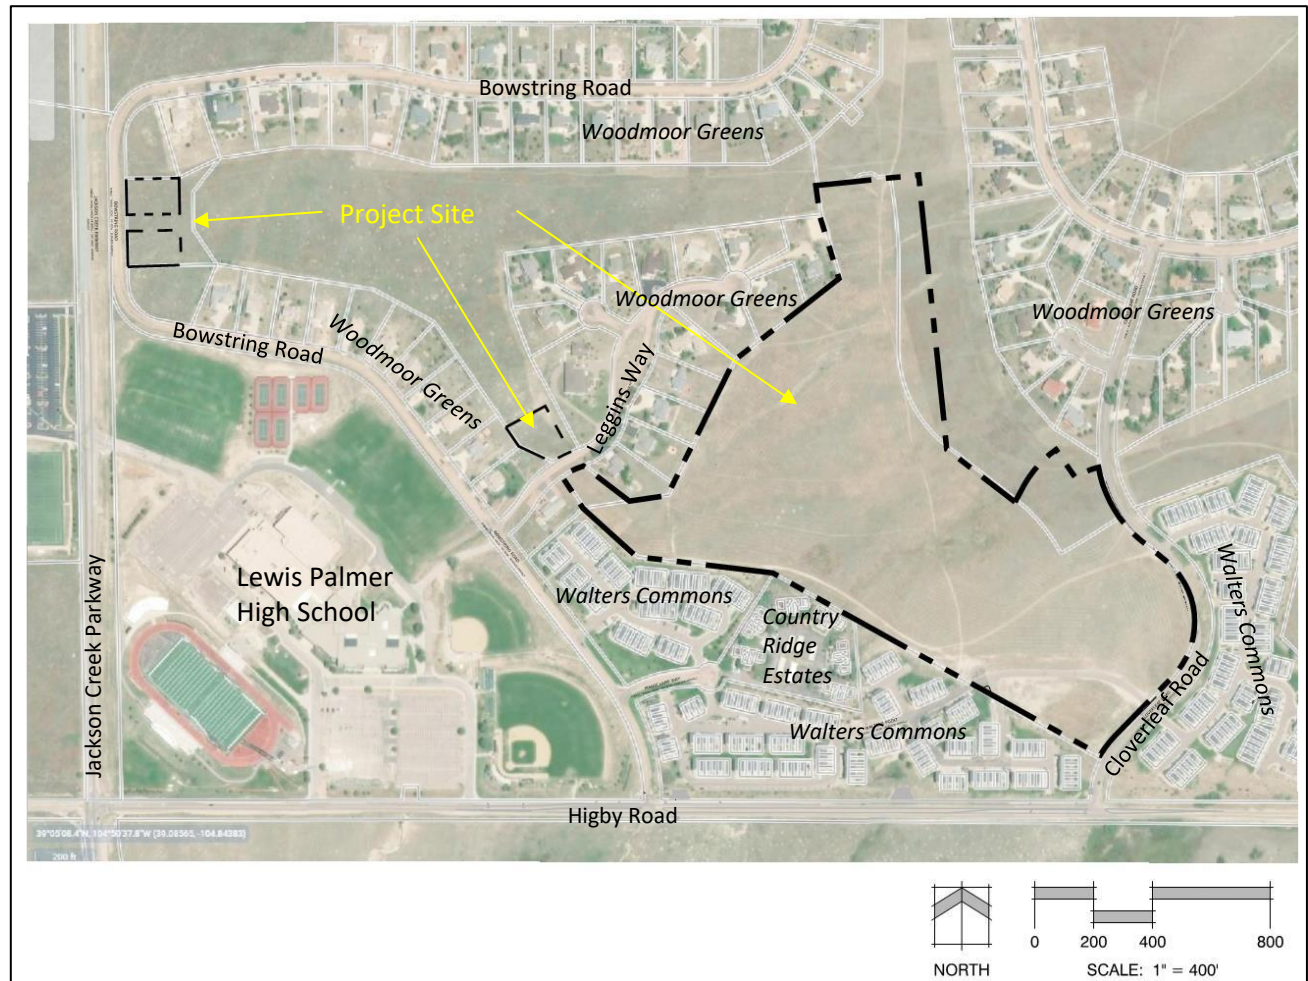 Bowstring Road
Woodmoor Greens
Project Site
Woodmoor Greens
Woodmoor Greens
Bowstring Road
Woodmoor Greens
Leggins Way
Jackson Creek Parkway
Lewis Palmer
High School
Walters Commons
Country
Ridge
Estates
Walters Commons
Walters Commons
Cloverleaf Road
Higby Road
200 ft
0
200
400
800
NORTH
SCALE: 1" = 400'